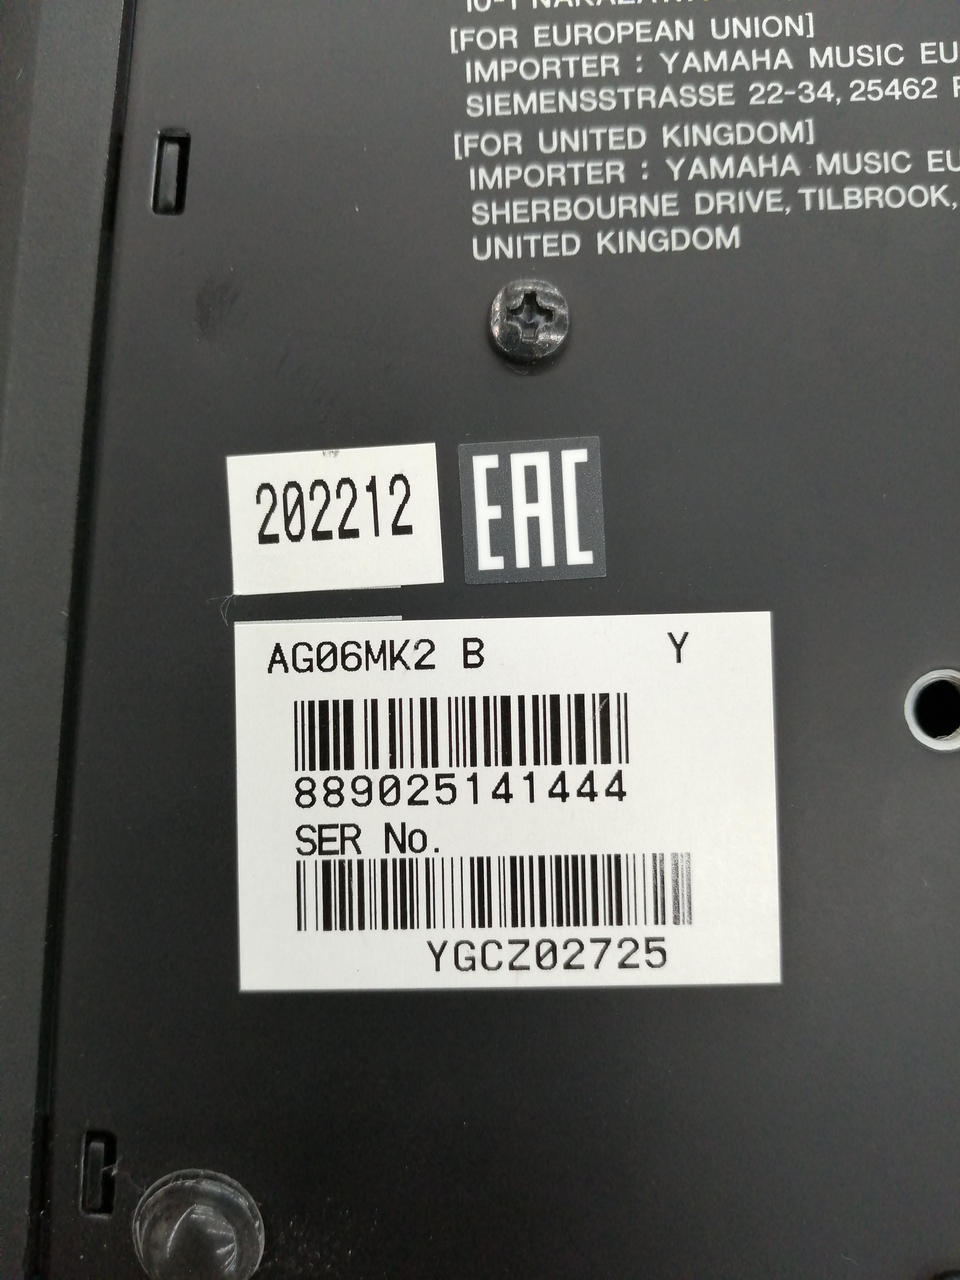 [FOR EUROPEAN UNION]
IMPORTER : YAMAHA MUSIC EU
SIEMENSSTRASSE 22-34, 25462
[FOR UNITED KINGDOM]
IMPORTER : YAMAHA MUSIC EU
SHERBOURNE DRIVE, TILBROOK,
UNITED KINGDOM
202212
EAC
AG06MK2 B Y
889025141444
SER No.
YGCZ02725